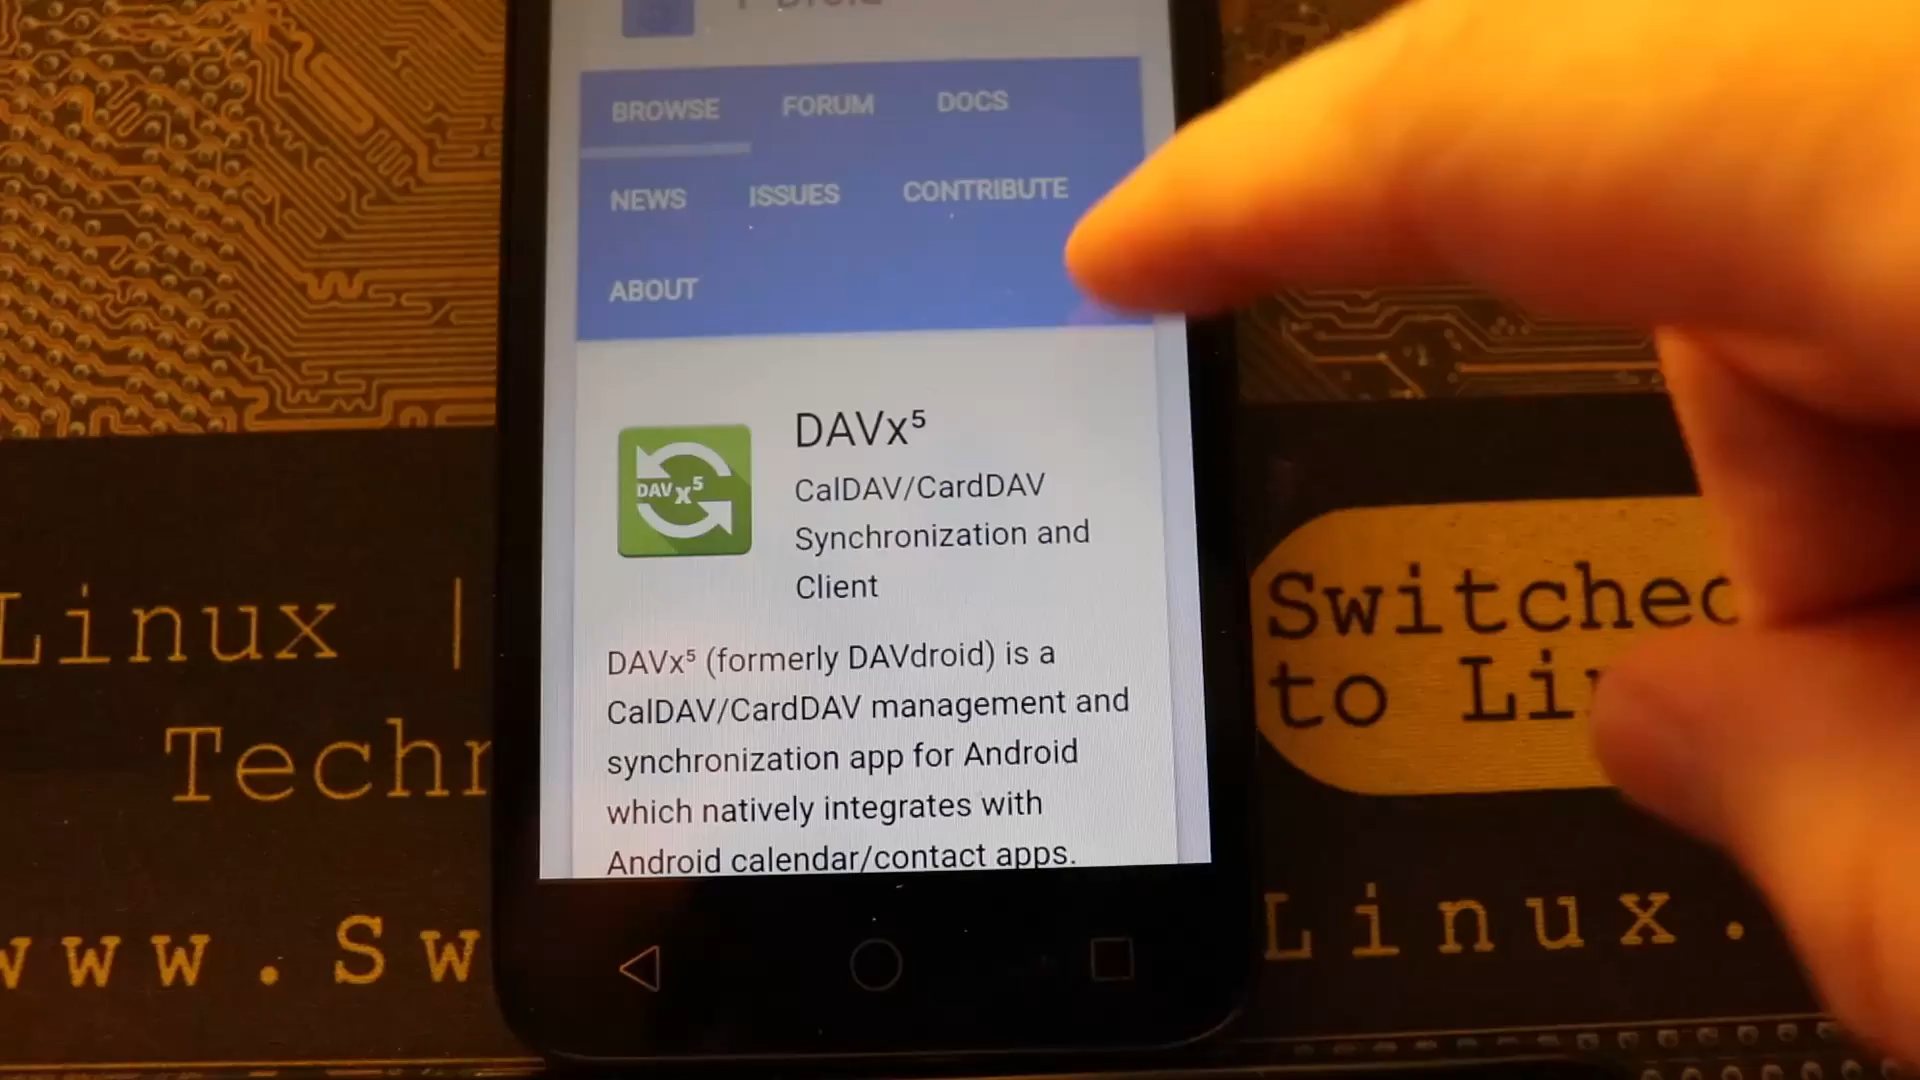 BROWSE FORUM DOCS
NEWS ISSUES CONTRIBUTE
ABOUT
DAVx⁵
DAVx⁵
CalDAV/CardDAV
Synchronization and
Client
DAVx⁵ (formerly DAVdroid) is a
CalDAV/CardDAV management and
synchronization app for Android
which natively integrates with
Android calendar/contact apps.
Linux |
Techn
www.Sw
Switched
to Li
Linux.